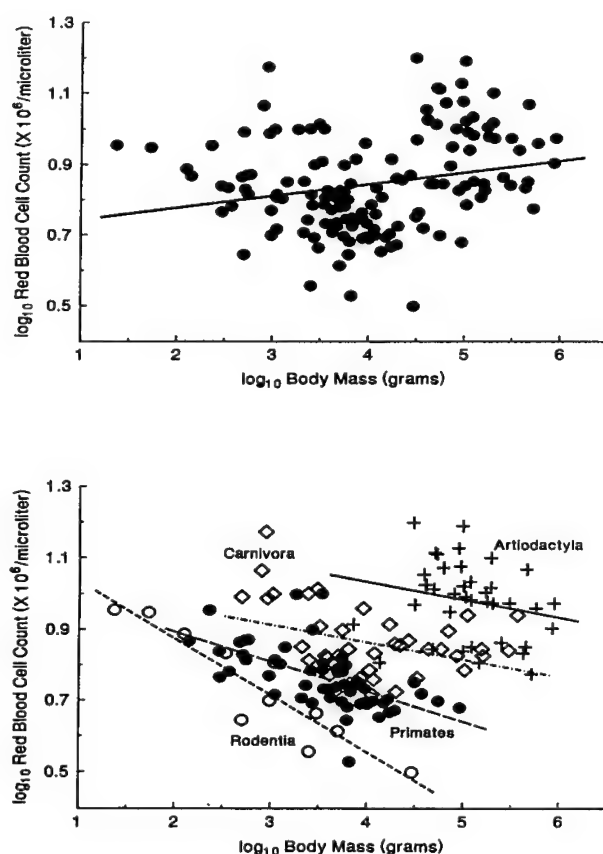 1.3
1.1
0.9
0.7
0.5
log10 Red Blood Cell Count (X 10⁶/microliter)
1 2 3 4 5 6
log10 Body Mass (grams)
1.3
1.1
0.9
0.7
0.5
log10 Red Blood Cell Count (X 10⁶/microliter)
Carnivora
Artiodactyla
Rodentia
Primates
1 2 3 4 5 6
log10 Body Mass (grams)